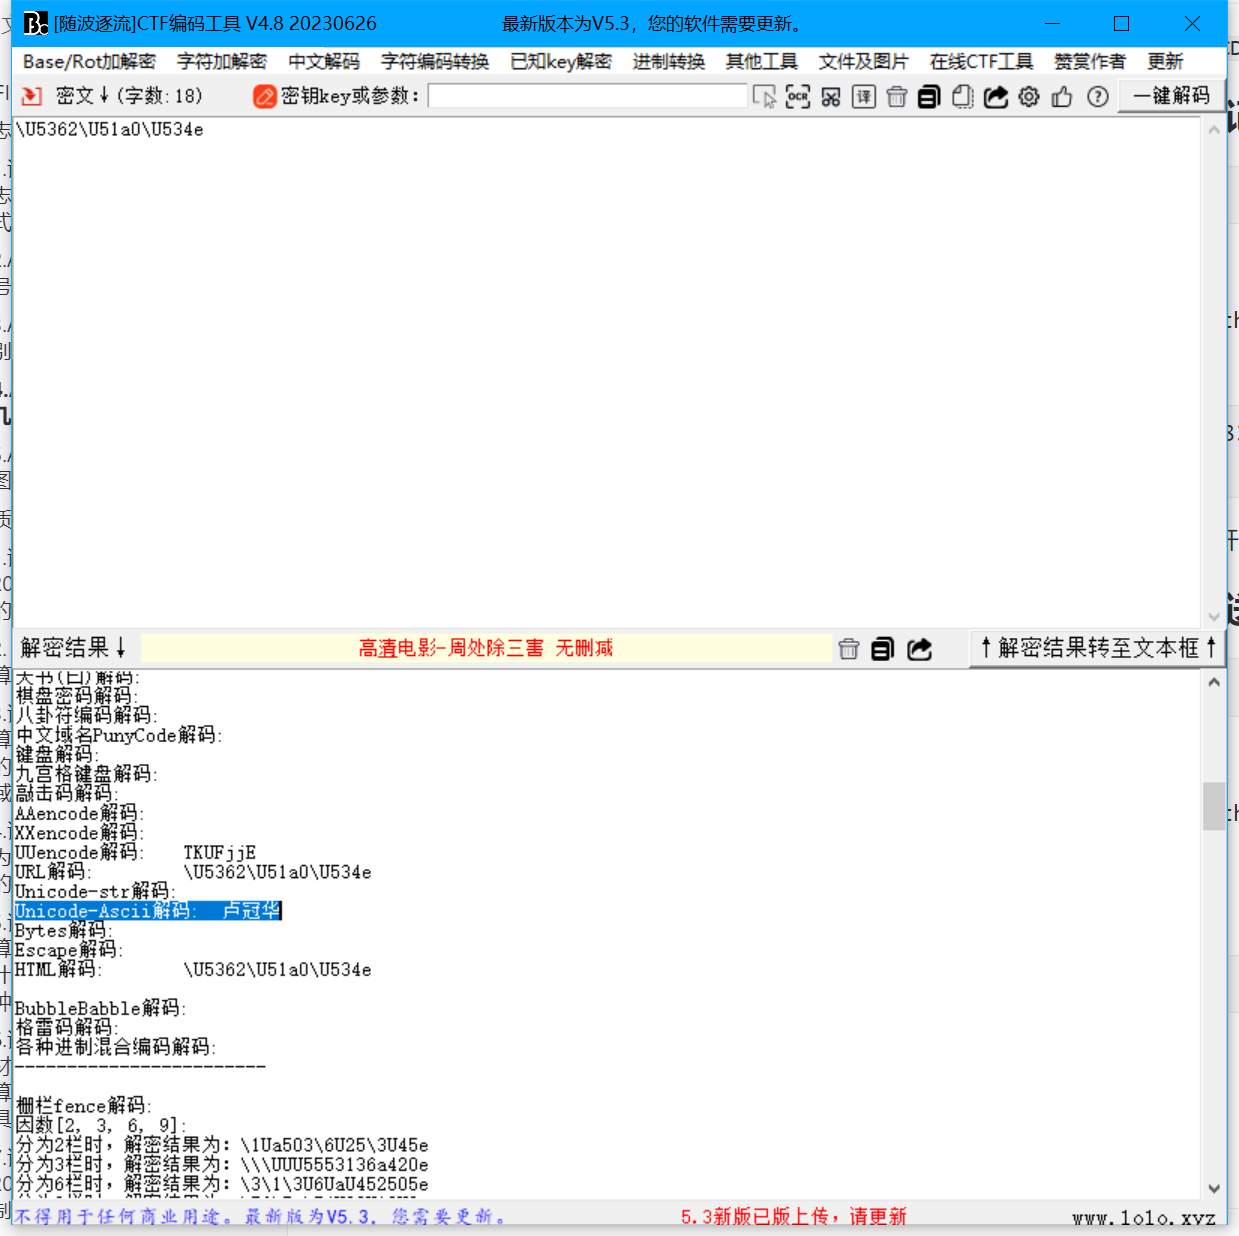 [随波逐流]CTF编码工具 V4.8 20230626 最新版本为V5.3，您的软件需要更新。
Base/Rot加解密 字符加解密 中文解码 字符编码转换 已知key解密 进制转换 其他工具 文件及图片 在线CTF工具 赞赏作者 更新
密文↓(字数:18) 密钥key或参数: OCR 译 一键解码
\U5362\U51a0\U534e
解密结果↓ 高清电影-周处除三害 无删减 ↑解密结果转至文本框↑
天书(曰)解码:
棋盘密码解码:
八卦符编码解码:
中文域名PunyCode解码:
键盘解码:
九宫格键盘解码:
敲击码解码:
AAencode解码:
XXencode解码:
UUencode解码: TKUFjjE
URL解码: \U5362\U51a0\U534e
Unicode-str解码:
Unicode-Ascii解码: 卢冠华
Bytes解码:
Escape解码:
HTML解码: \U5362\U51a0\U534e
BubbleBabble解码:
格雷码解码:
各种进制混合编码解码:
------------------------
栅栏fence解码:
因数[2, 3, 6, 9]:
分为2栏时，解密结果为: \1Ua503\6U25\3U45e
分为3栏时，解密结果为: \\\UUU5553136a420e
分为6栏时，解密结果为: \3\1\3U6UaU452505e
不得用于任何商业用途。最新版为V5.3, 您需要更新。 5.3新版已版上传，请更新 www.1o1o.xyz